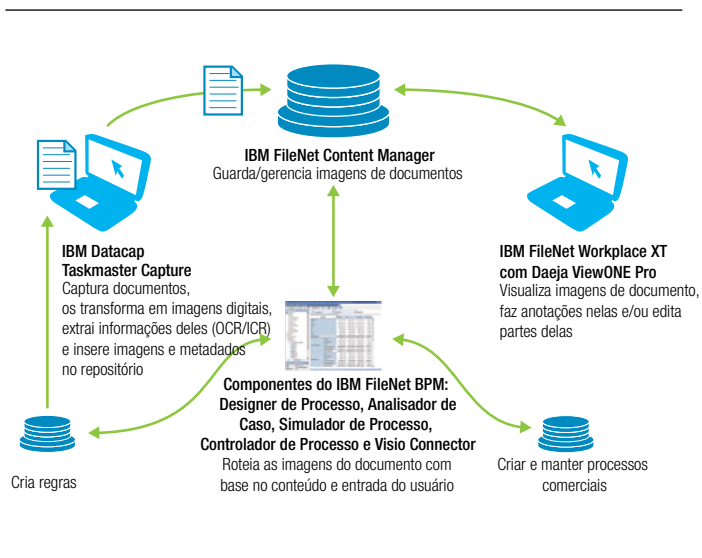 IBM FileNet Content Manager
Guarda/gerencia imagens de documentos
IBM Datacap
Taskmaster Capture
Captura documentos,
os transforma em imagens digitais,
extrai informações deles (OCR/ICR)
e insere imagens e metadados
no repositório
IBM FileNet Workplace XT
com Daeja ViewONE Pro
Visualiza imagens de documento,
faz anotações nelas e/ou edita
partes delas
Componentes do IBM FileNet BPM:
Designer de Processo, Analisador de
Caso, Simulador de Processo,
Controlador de Processo e Visio Connector
Roteia as imagens do documento com
base no conteúdo e entrada do usuário
Cria regras
Criar e manter processos
comerciais